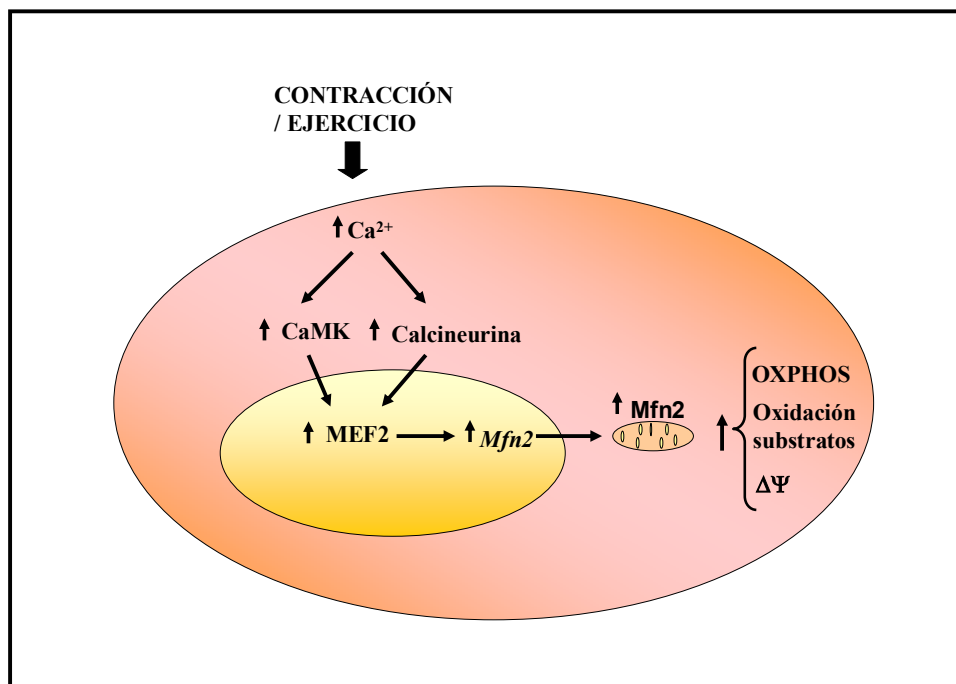 CONTRACCIÓN
/ EJERCICIO
↑ Ca²⁺
↑ CaMK ↑ Calcineurina
↑ MEF2 → ↑ Mfn2
↑ Mfn2
↑
OXPHOS
Oxidación
substratos
ΔΨ